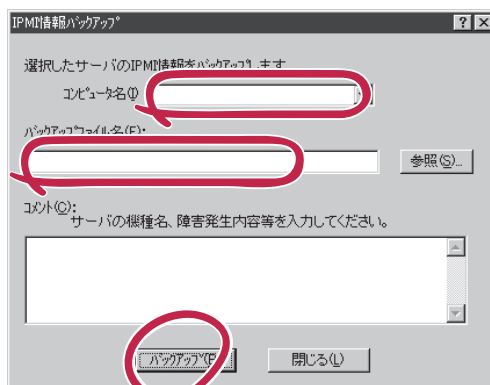 IPMI情報ﾊﾞｯｸｱｯﾌﾟ
選択したサーバのIPMI情報をﾊﾞｯｸｱｯﾌﾟします
ｺﾝﾋﾟｭｰﾀ名(I)
ﾊﾞｯｸｱｯﾌﾟﾌｧｲﾙ名(F):
参照(S)...
ｺﾒﾝﾄ(C):
サーバの機種名、障害発生内容等を入力してください。
ﾊﾞｯｸｱｯﾌﾟ
閉じる(L)